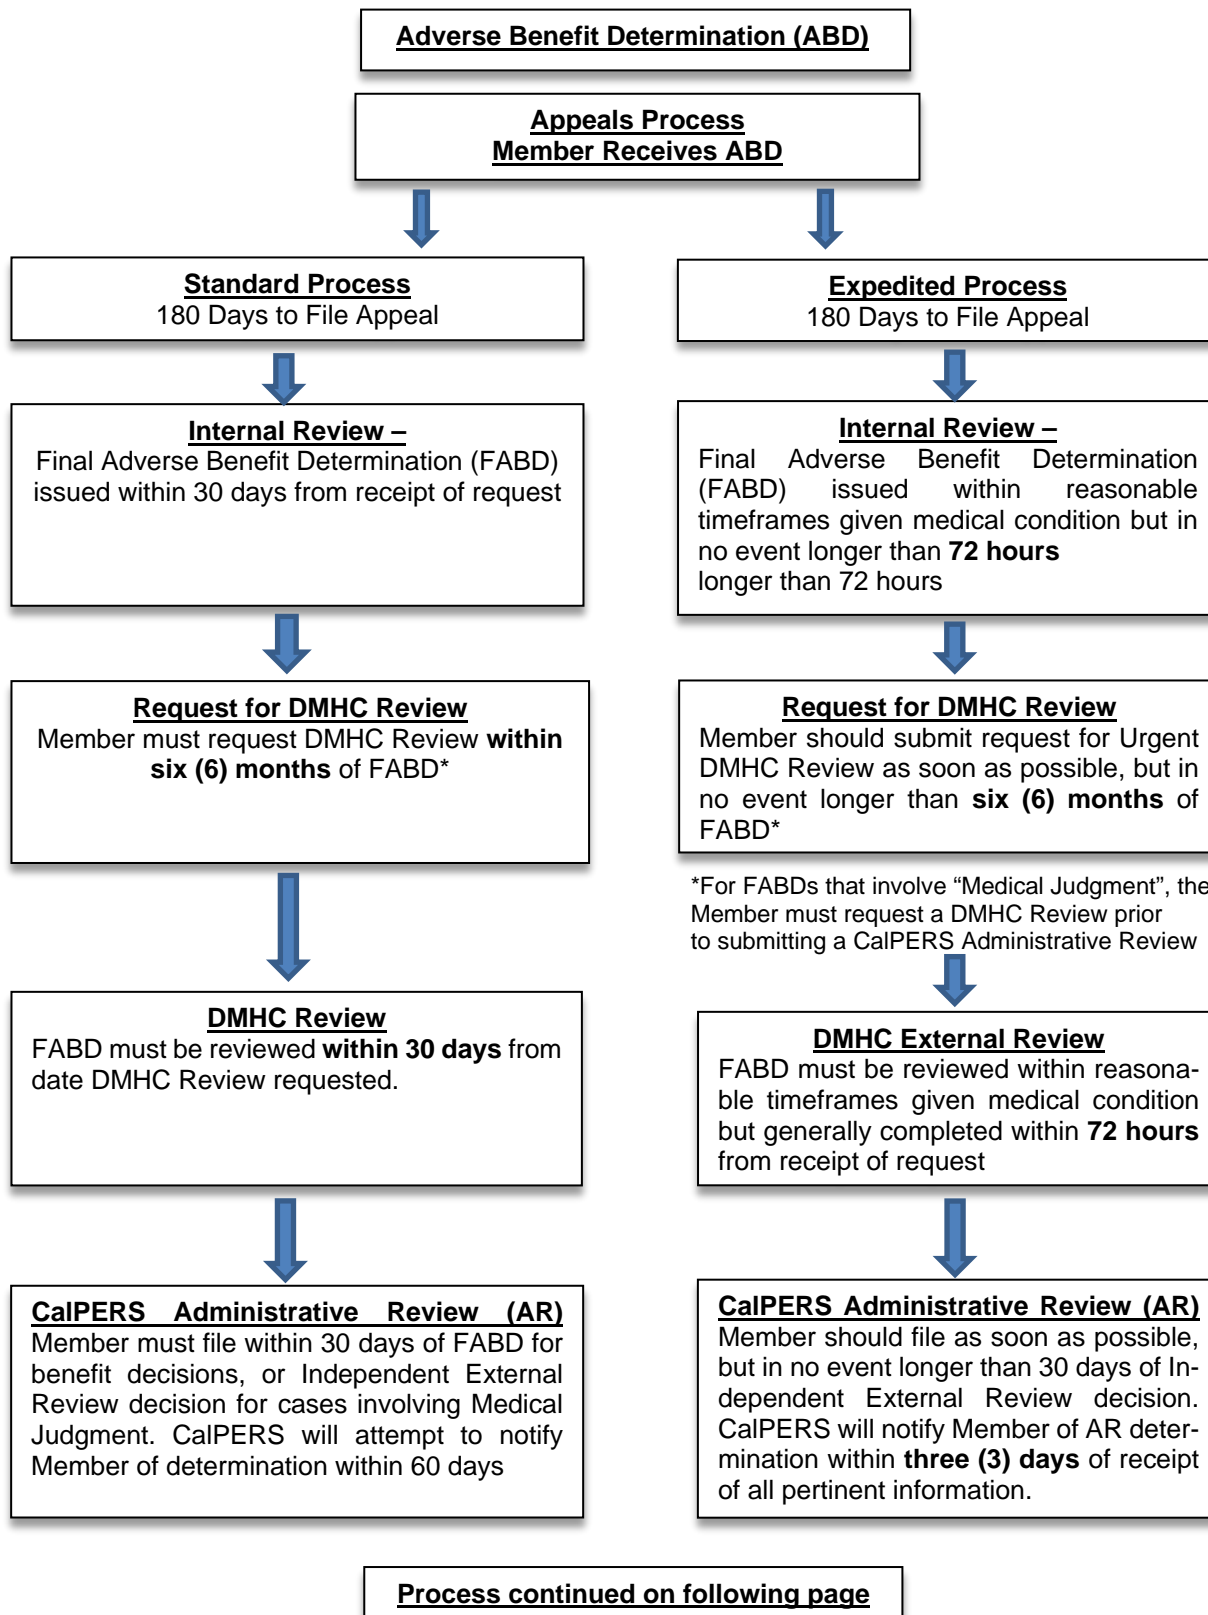 Adverse Benefit Determination (ABD)
Appeals Process
Member Receives ABD
Standard Process
180 Days to File Appeal
Expedited Process
180 Days to File Appeal
Internal Review –
Final Adverse Benefit Determination (FABD)
issued within 30 days from receipt of request
Internal Review –
Final Adverse Benefit Determination
(FABD) issued within reasonable
timeframes given medical condition but in
no event longer than 72 hours
longer than 72 hours
Request for DMHC Review
Member must request DMHC Review within
six (6) months of FABD*
Request for DMHC Review
Member should submit request for Urgent
DMHC Review as soon as possible, but in
no event longer than six (6) months of
FABD*
*For FABDs that involve “Medical Judgment”, the
Member must request a DMHC Review prior
to submitting a CalPERS Administrative Review
DMHC Review
FABD must be reviewed within 30 days from
date DMHC Review requested.
DMHC External Review
FABD must be reviewed within reasona-
ble timeframes given medical condition
but generally completed within 72 hours
from receipt of request
CalPERS Administrative Review (AR)
Member must file within 30 days of FABD for
benefit decisions, or Independent External
Review decision for cases involving Medical
Judgment. CalPERS will attempt to notify
Member of determination within 60 days
CalPERS Administrative Review (AR)
Member should file as soon as possible,
but in no event longer than 30 days of In-
dependent External Review decision.
CalPERS will notify Member of AR deter-
mination within three (3) days of receipt
of all pertinent information.
Process continued on following page